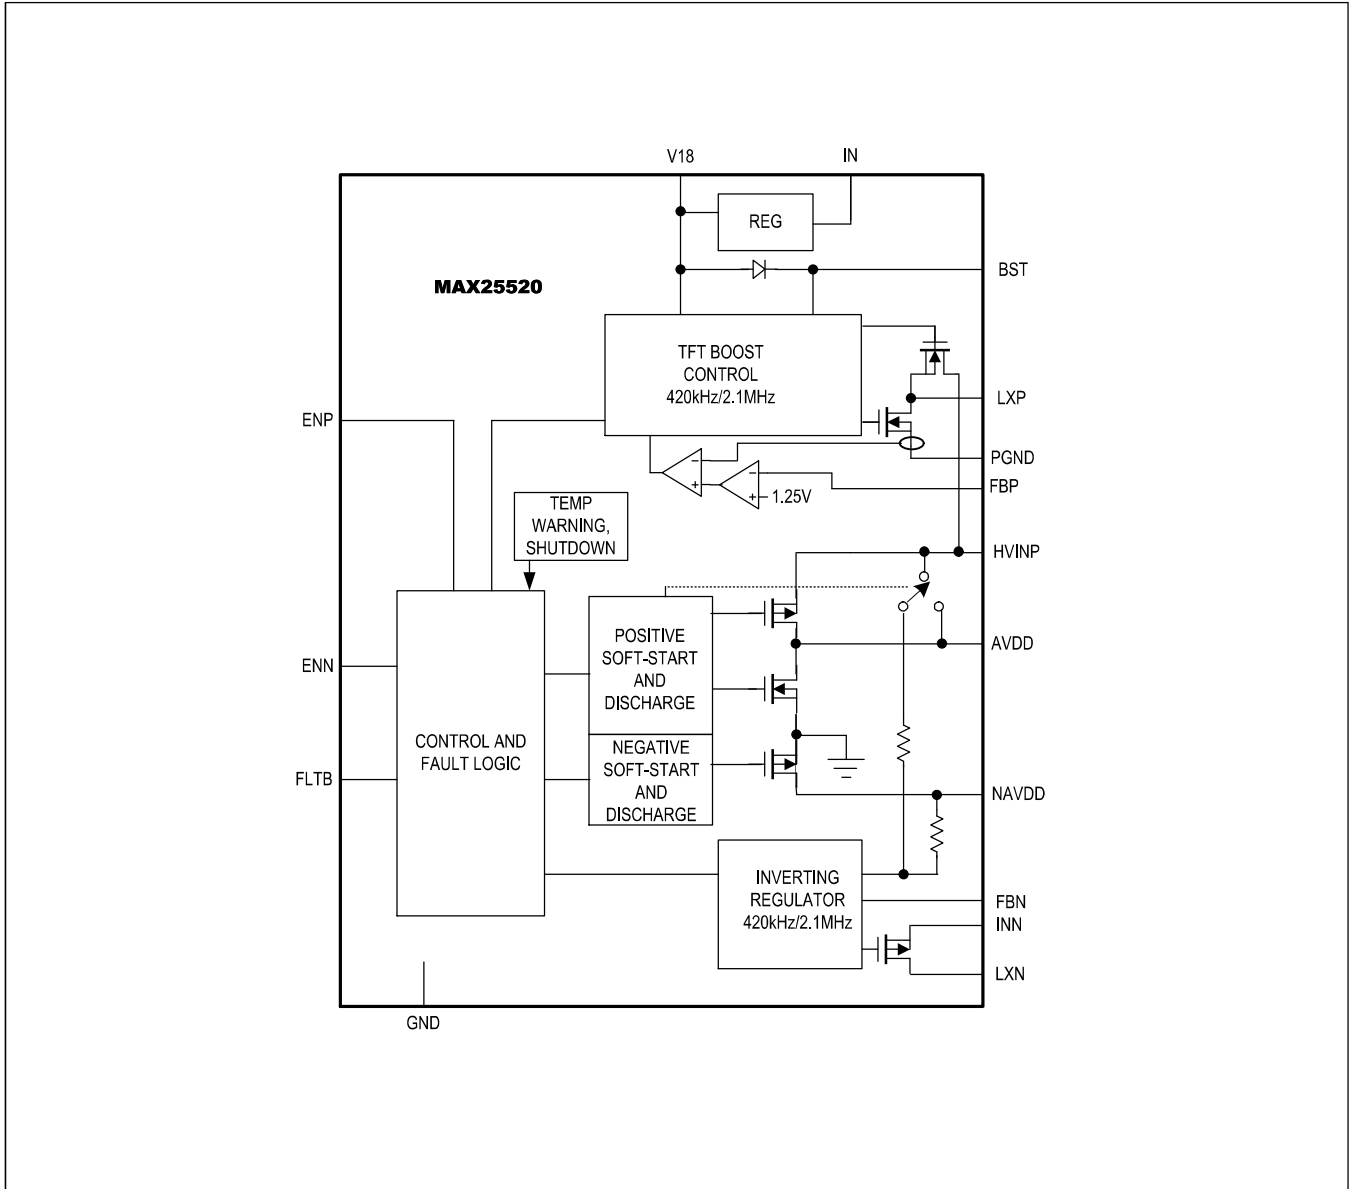 V18
IN
REG
BST
MAX25520
TFT BOOST
CONTROL
420kHz/2.1MHz
LXP
ENP
PGND
FBP
-
+
-
+
1.25V
TEMP
WARNING,
SHUTDOWN
HVINP
POSITIVE
SOFT-START
AND
DISCHARGE
AVDD
ENN
CONTROL AND
FAULT LOGIC
NEGATIVE
SOFT-START
AND
DISCHARGE
FLTB
NAVDD
INVERTING
REGULATOR
420kHz/2.1MHz
FBN
INN
LXN
GND